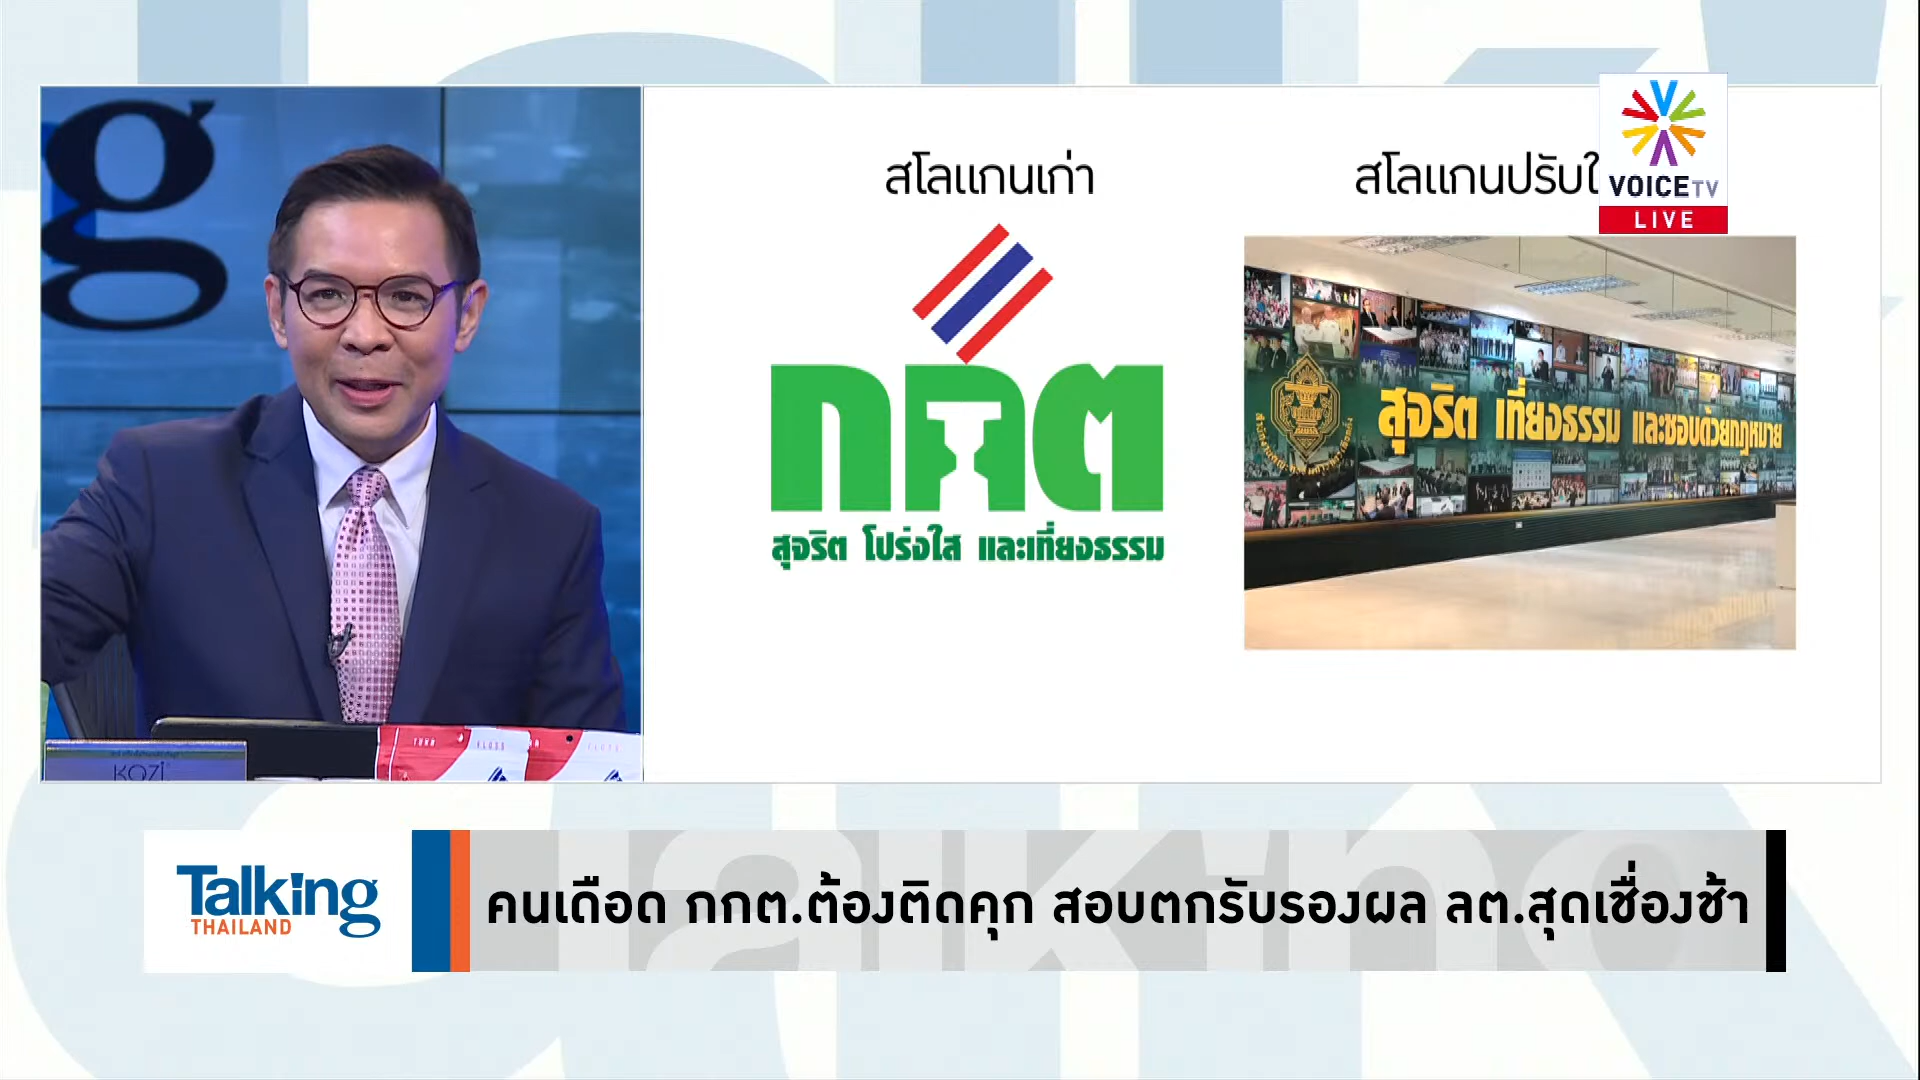 g
สโลแกนเก่า
สโลแกนปรับใ
VOICE TV
LIVE
กกต
สุจริต โปร่งใส และเที่ยงธรรม
สุจริต เที่ยงธรรม และชอบด้วยกฎหมาย
KOZI
FLOSS
Talking
THAILAND
คนเดือด กกต.ต้องติดคุก สอบตกรับรองผล ลต.สุดเชื่องช้า